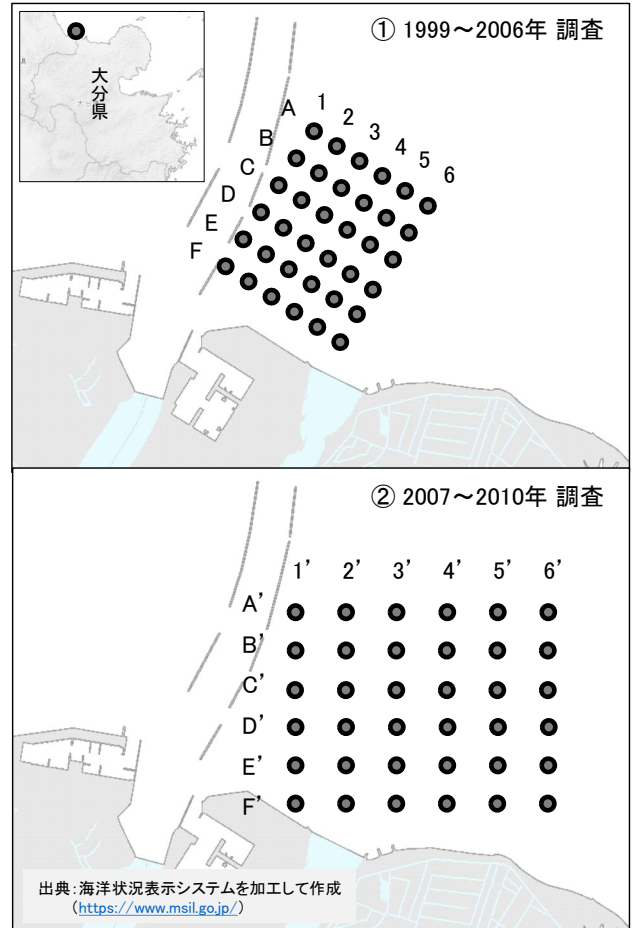 ① 1999～2006年 調査
大分県
A
1
B
2
C
3
D
4
E
5
F
6
② 2007～2010年 調査
1’ 2’ 3’ 4’ 5’ 6’
A’
B’
C’
D’
E’
F’
出典：海洋状況表示システムを加工して作成
（https://www.msil.go.jp/）